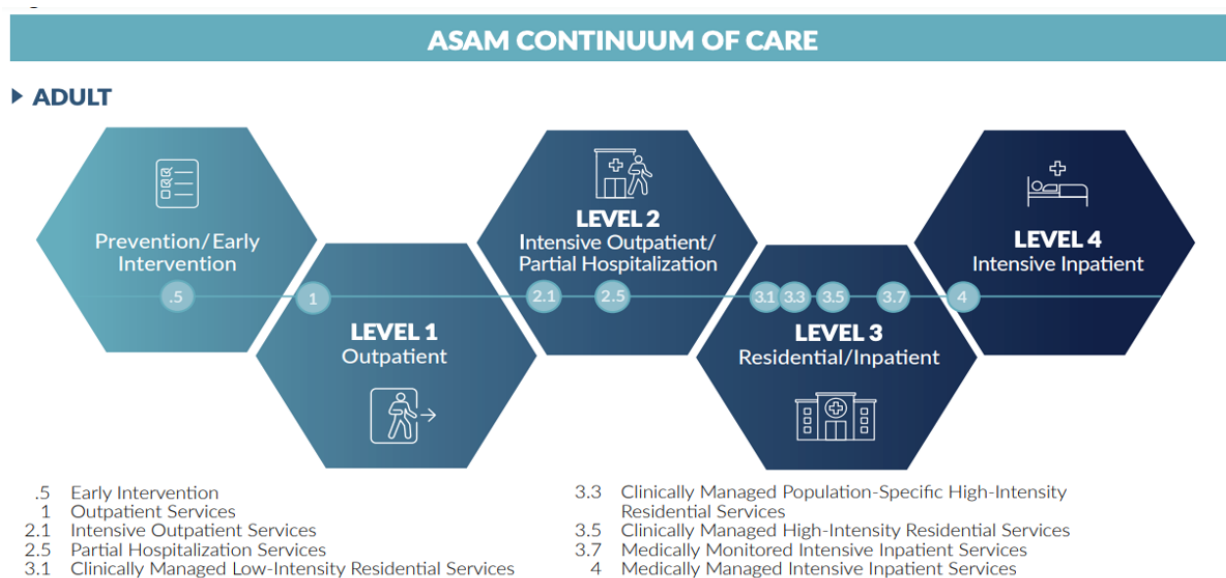 ASAM CONTINUUM OF CARE
ADULT
Prevention/Early
Intervention
.5
1
LEVEL 1
Outpatient
LEVEL 2
Intensive Outpatient/
Partial Hospitalization
2.1
2.5
3.1
3.3
3.5
3.7
LEVEL 3
Residential/Inpatient
LEVEL 4
Intensive Inpatient
4
.5 Early Intervention
1 Outpatient Services
2.1 Intensive Outpatient Services
2.5 Partial Hospitalization Services
3.1 Clinically Managed Low-Intensity Residential Services
3.3 Clinically Managed Population-Specific High-Intensity
Residential Services
3.5 Clinically Managed High-Intensity Residential Services
3.7 Medically Monitored Intensive Inpatient Services
4 Medically Managed Intensive Inpatient Services